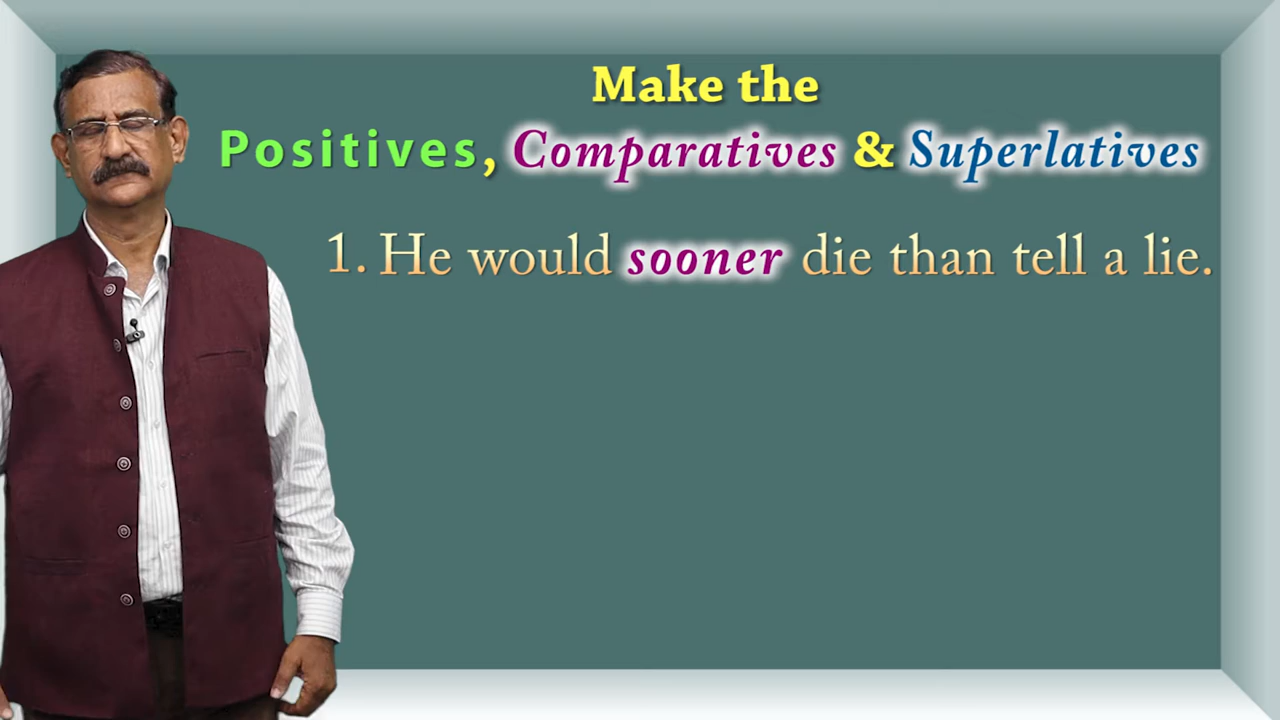 Make the
Positives, Comparatives & Superlatives
1. He would sooner die than tell a lie.